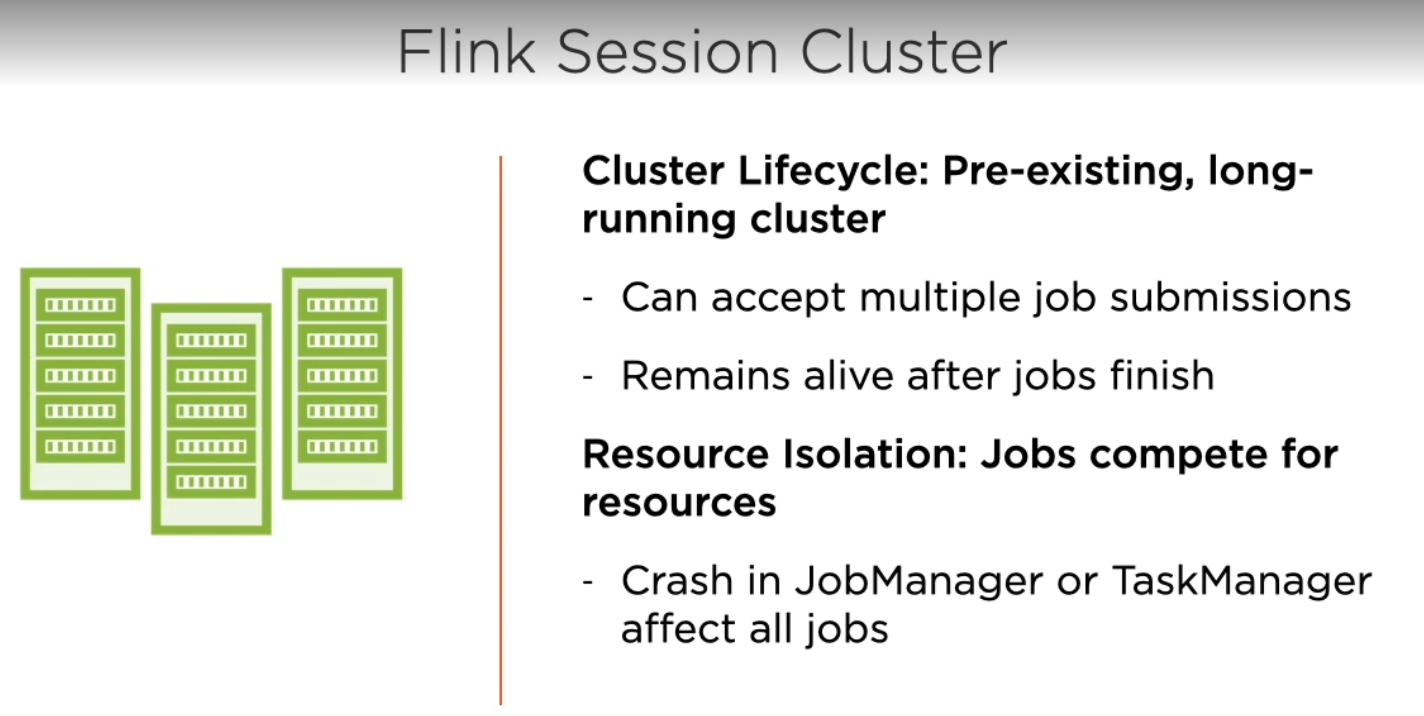 Flink Session Cluster
Cluster Lifecycle: Pre-existing, long-
running cluster
- Can accept multiple job submissions
- Remains alive after jobs finish
Resource Isolation: Jobs compete for
resources
- Crash in JobManager or TaskManager
affect all jobs